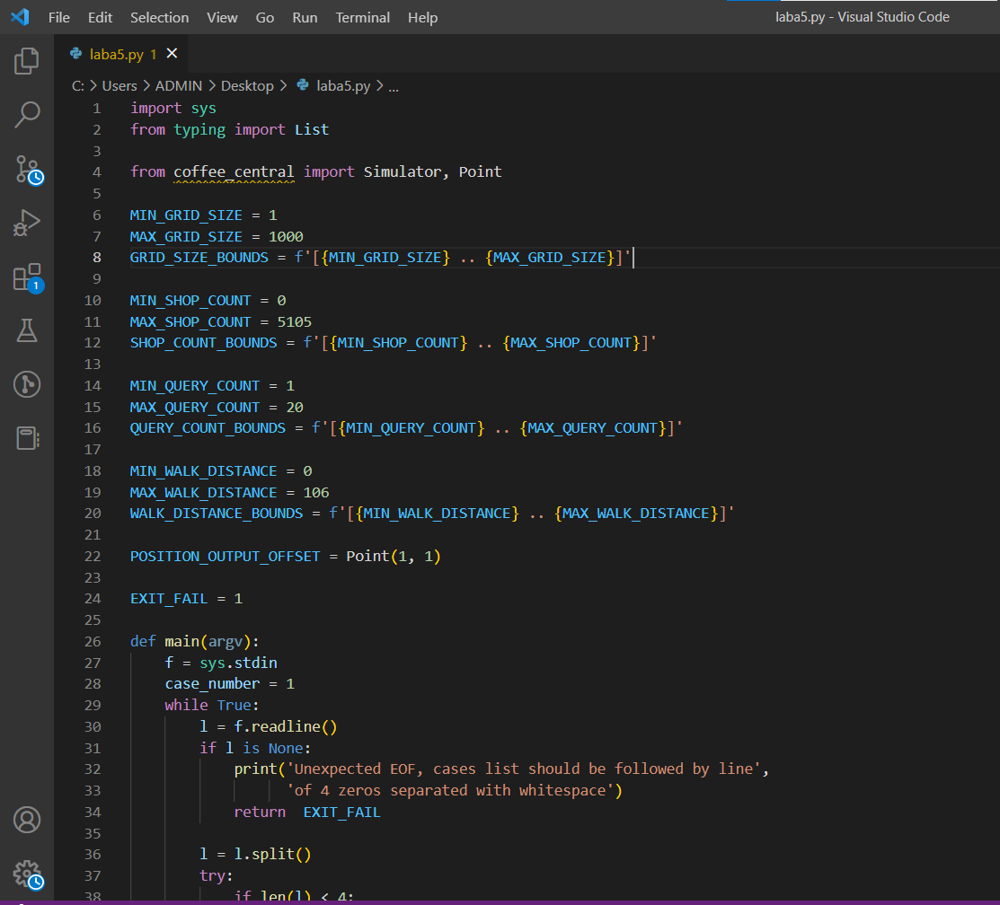 File Edit Selection View Go Run Terminal Help laba5.py - Visual Studio Code
laba5.py 1 ×
C: > Users > ADMIN > Desktop > laba5.py > ...
1 import sys
2 from typing import List
3
4 from coffee_central import Simulator, Point
5
6 MIN_GRID_SIZE = 1
7 MAX_GRID_SIZE = 1000
8 GRID_SIZE_BOUNDS = f'[{MIN_GRID_SIZE} .. {MAX_GRID_SIZE}]'
9
10 MIN_SHOP_COUNT = 0
11 MAX_SHOP_COUNT = 5105
12 SHOP_COUNT_BOUNDS = f'[{MIN_SHOP_COUNT} .. {MAX_SHOP_COUNT}]'
13
14 MIN_QUERY_COUNT = 1
15 MAX_QUERY_COUNT = 20
16 QUERY_COUNT_BOUNDS = f'[{MIN_QUERY_COUNT} .. {MAX_QUERY_COUNT}]'
17
18 MIN_WALK_DISTANCE = 0
19 MAX_WALK_DISTANCE = 106
20 WALK_DISTANCE_BOUNDS = f'[{MIN_WALK_DISTANCE} .. {MAX_WALK_DISTANCE}]'
21
22 POSITION_OUTPUT_OFFSET = Point(1, 1)
23
24 EXIT_FAIL = 1
25
26 def main(argv):
27     f = sys.stdin
28     case_number = 1
29     while True:
30         l = f.readline()
31         if l is None:
32             print('Unexpected EOF, cases list should be followed by line',
33                   'of 4 zeros separated with whitespace')
34             return  EXIT_FAIL
35
36         l = l.split()
37         try:
38             if len(l) < 4:
1